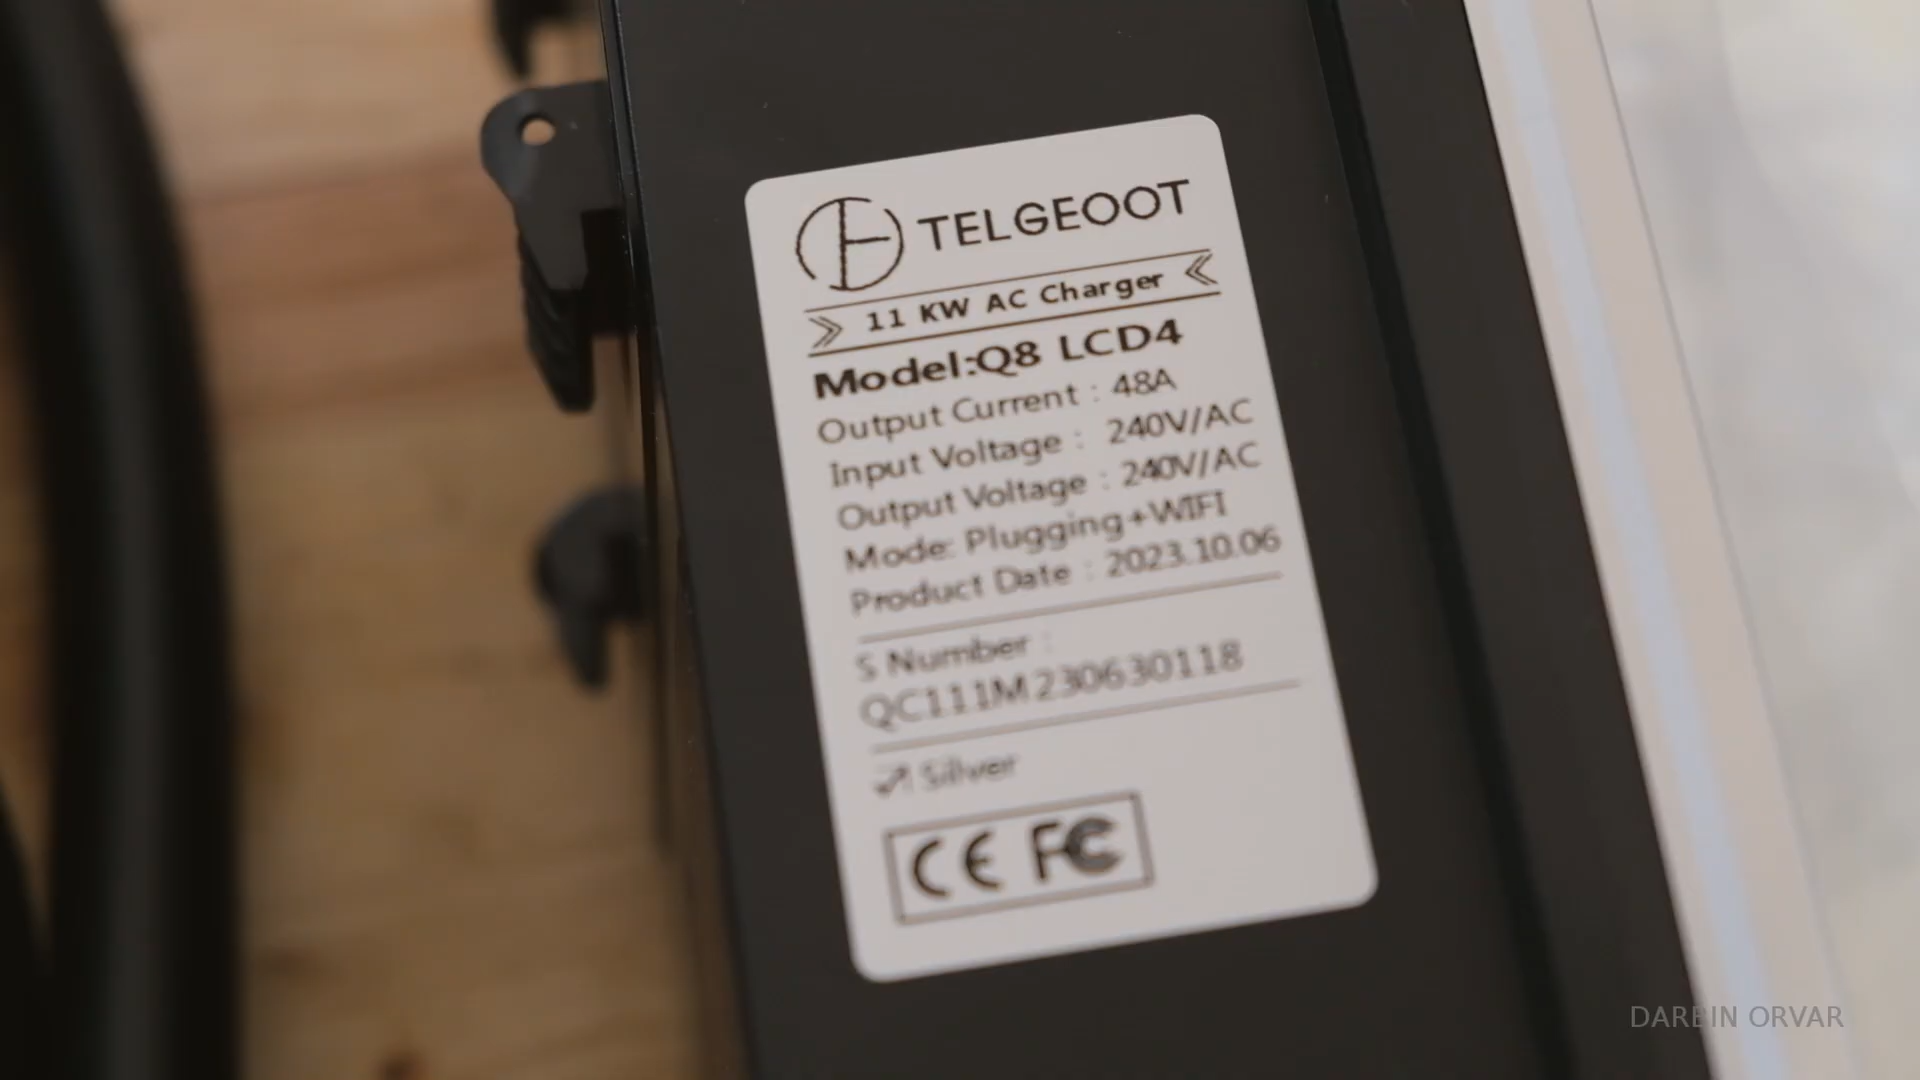 TELGEOOT
11 KW AC Charger
Model:Q8 LCD4
Output Current : 48A
Input Voltage : 240V/AC
Output Voltage : 240V/AC
Mode: Plugging+WIFI
Product Date : 2023.10.06
S Number :
QC111M230630118
Silver
CE FC
DARBIN ORVAR